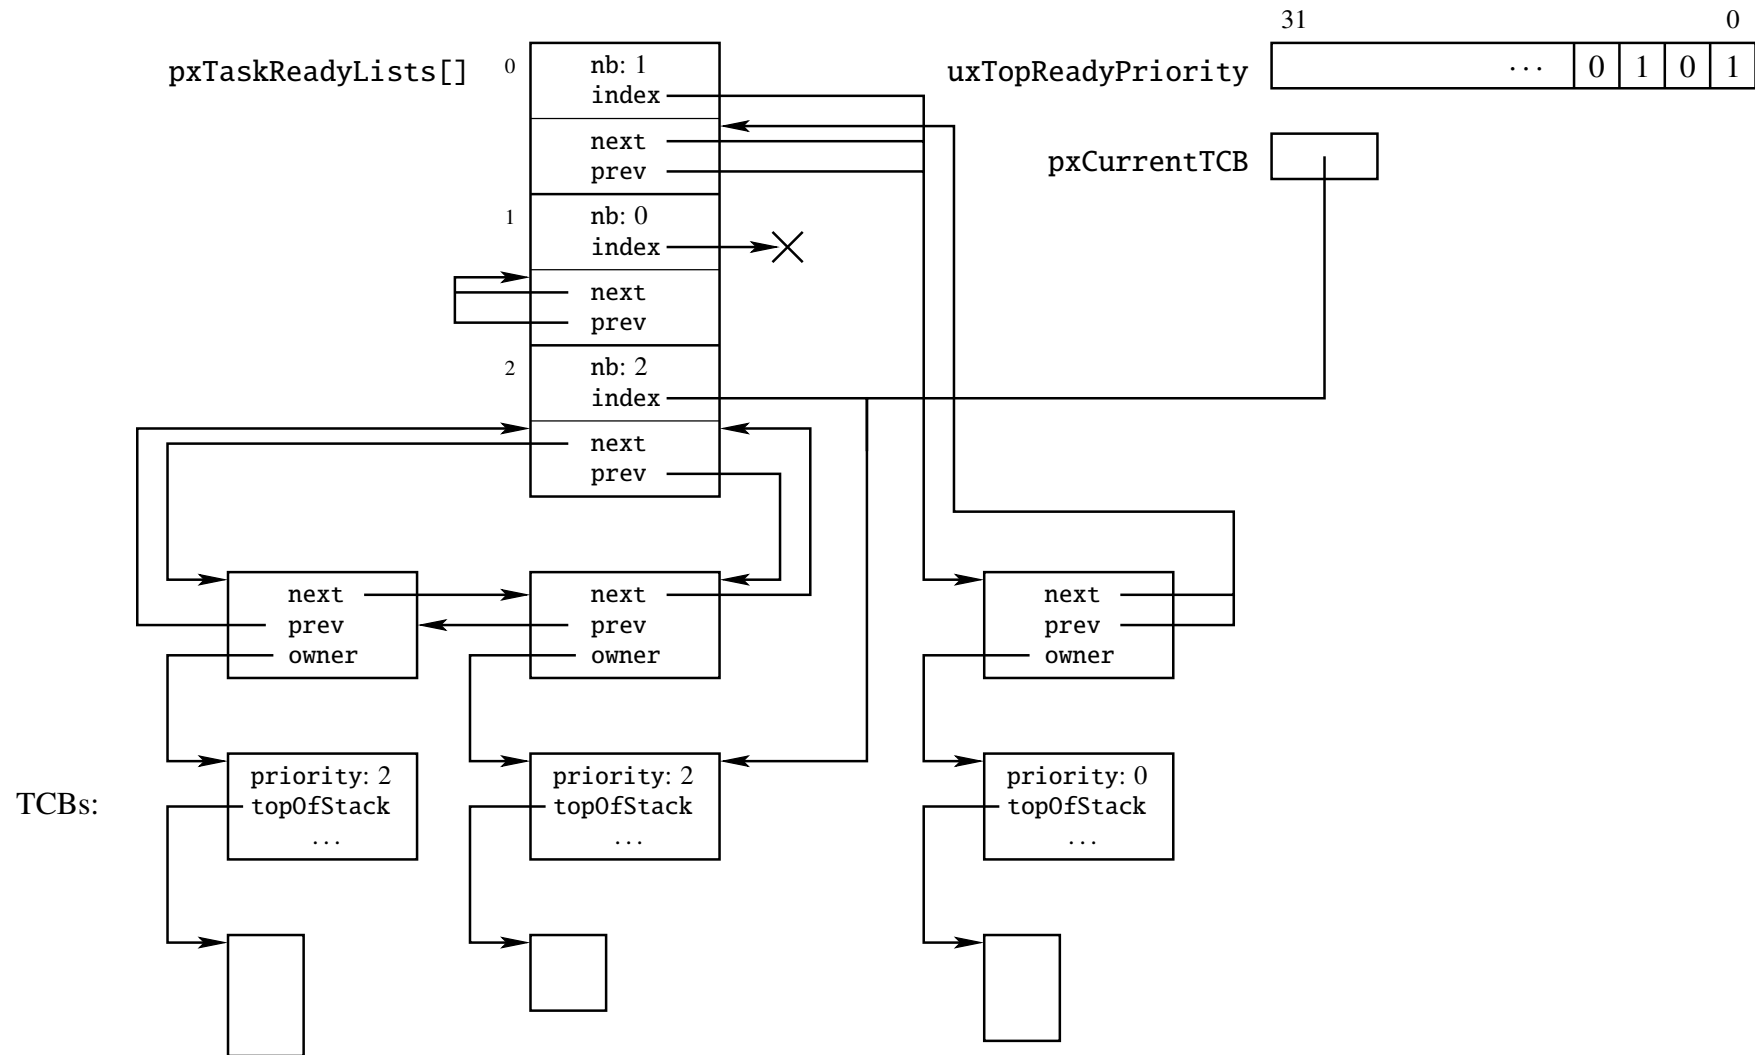 31 0
pxTaskReadyLists[] 0 nb: 1 uxTopReadyPriority ... 0 1 0 1
index
next
prev
pxCurrentTCB
1 nb: 0
index
next
prev
2 nb: 2
index
next
prev
next next next
prev prev prev
owner owner owner
priority: 2 priority: 2 priority: 0
TCBs: topOfStack topOfStack topOfStack
... ... ...